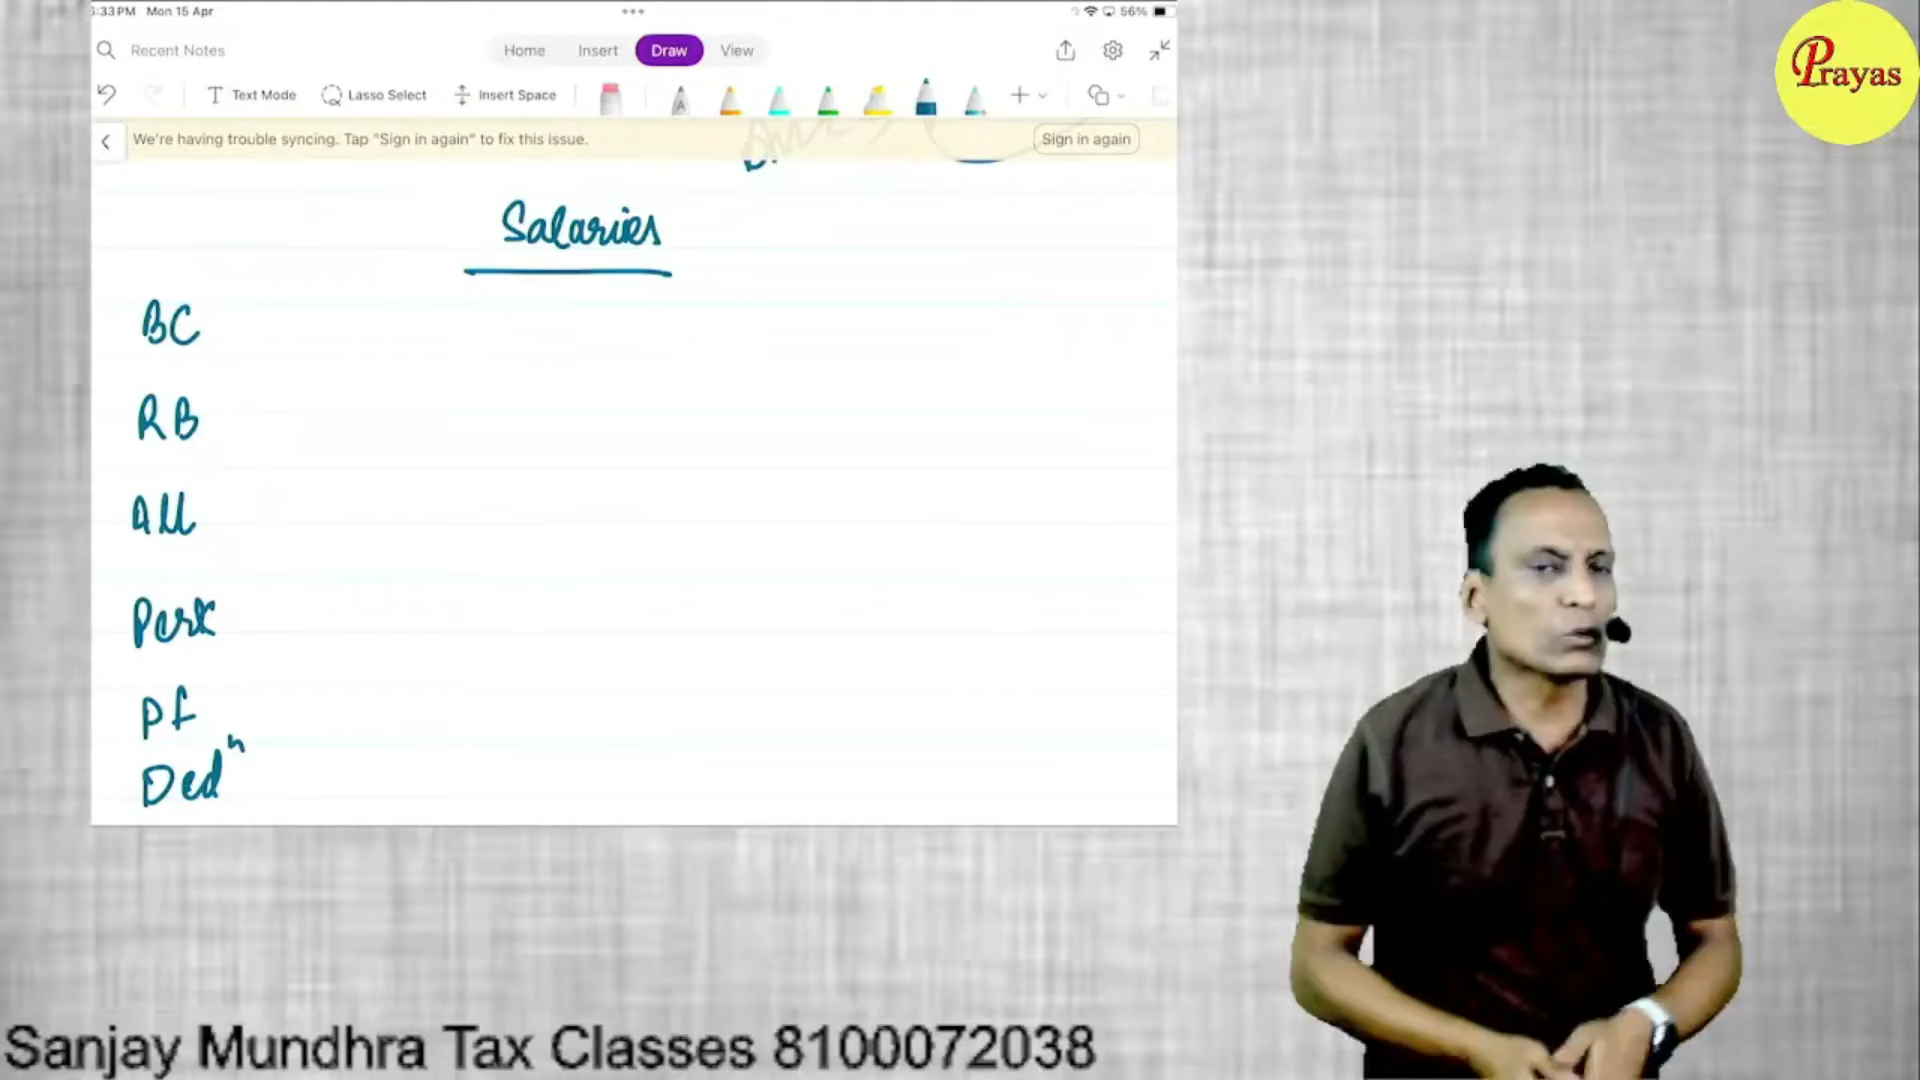 :33 PM Mon 15 Apr
56%
Recent Notes
Home Insert Draw View
Text Mode Lasso Select Insert Space
We're having trouble syncing. Tap "Sign in again" to fix this issue.
Sign in again
Prayas
Salaries
BC
RB
All
Perk
Pf
Dedⁿ
Sanjay Mundhra Tax Classes 8100072038